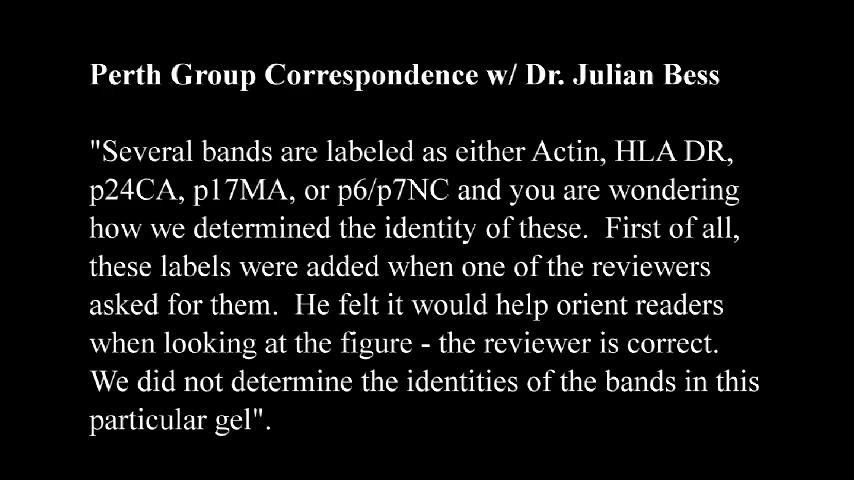 Perth Group Correspondence w/ Dr. Julian Bess
"Several bands are labeled as either Actin, HLA DR,
p24CA, p17MA, or p6/p7NC and you are wondering
how we determined the identity of these.  First of all,
these labels were added when one of the reviewers
asked for them.  He felt it would help orient readers
when looking at the figure - the reviewer is correct.
We did not determine the identities of the bands in this
particular gel".